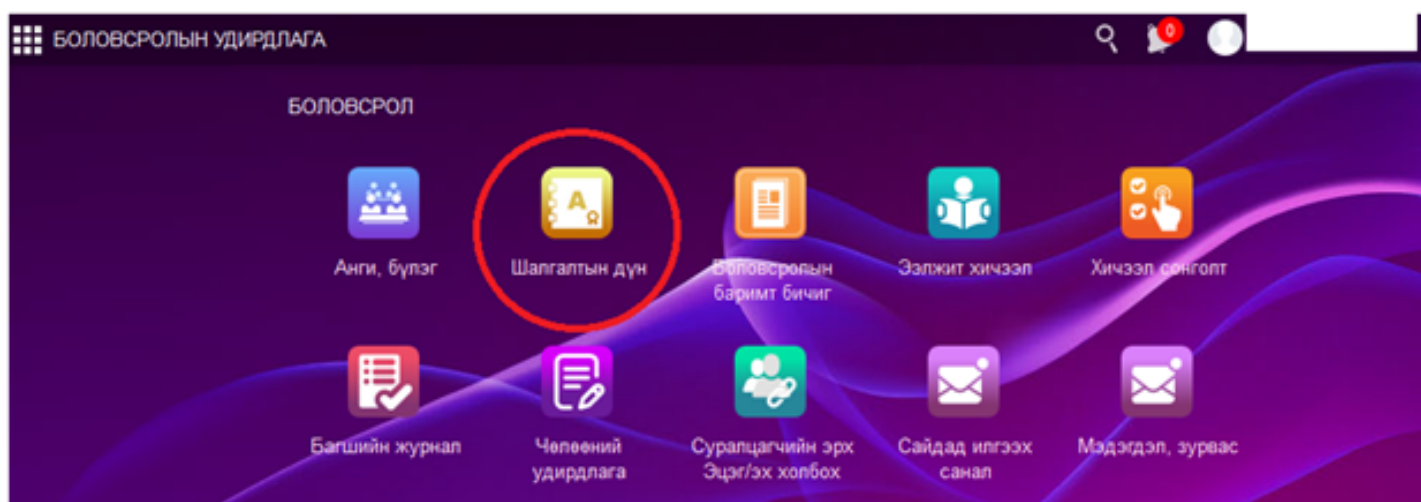 БОЛОВСРОЛЫН УДИРДЛАГА
0
БОЛОВСРОЛ
Анги, бүлэг
Шалгалтын дүн
Боловсролын
баримт бичиг
Ээлжит хичээл
Хичээл сонголт
Багшийн журнал
Чөлөөний
удирдлага
Суралцагчийн эрх
Эцэг/эх холбох
Сайдад илгээх
санал
Мэдэгдэл, зурвас